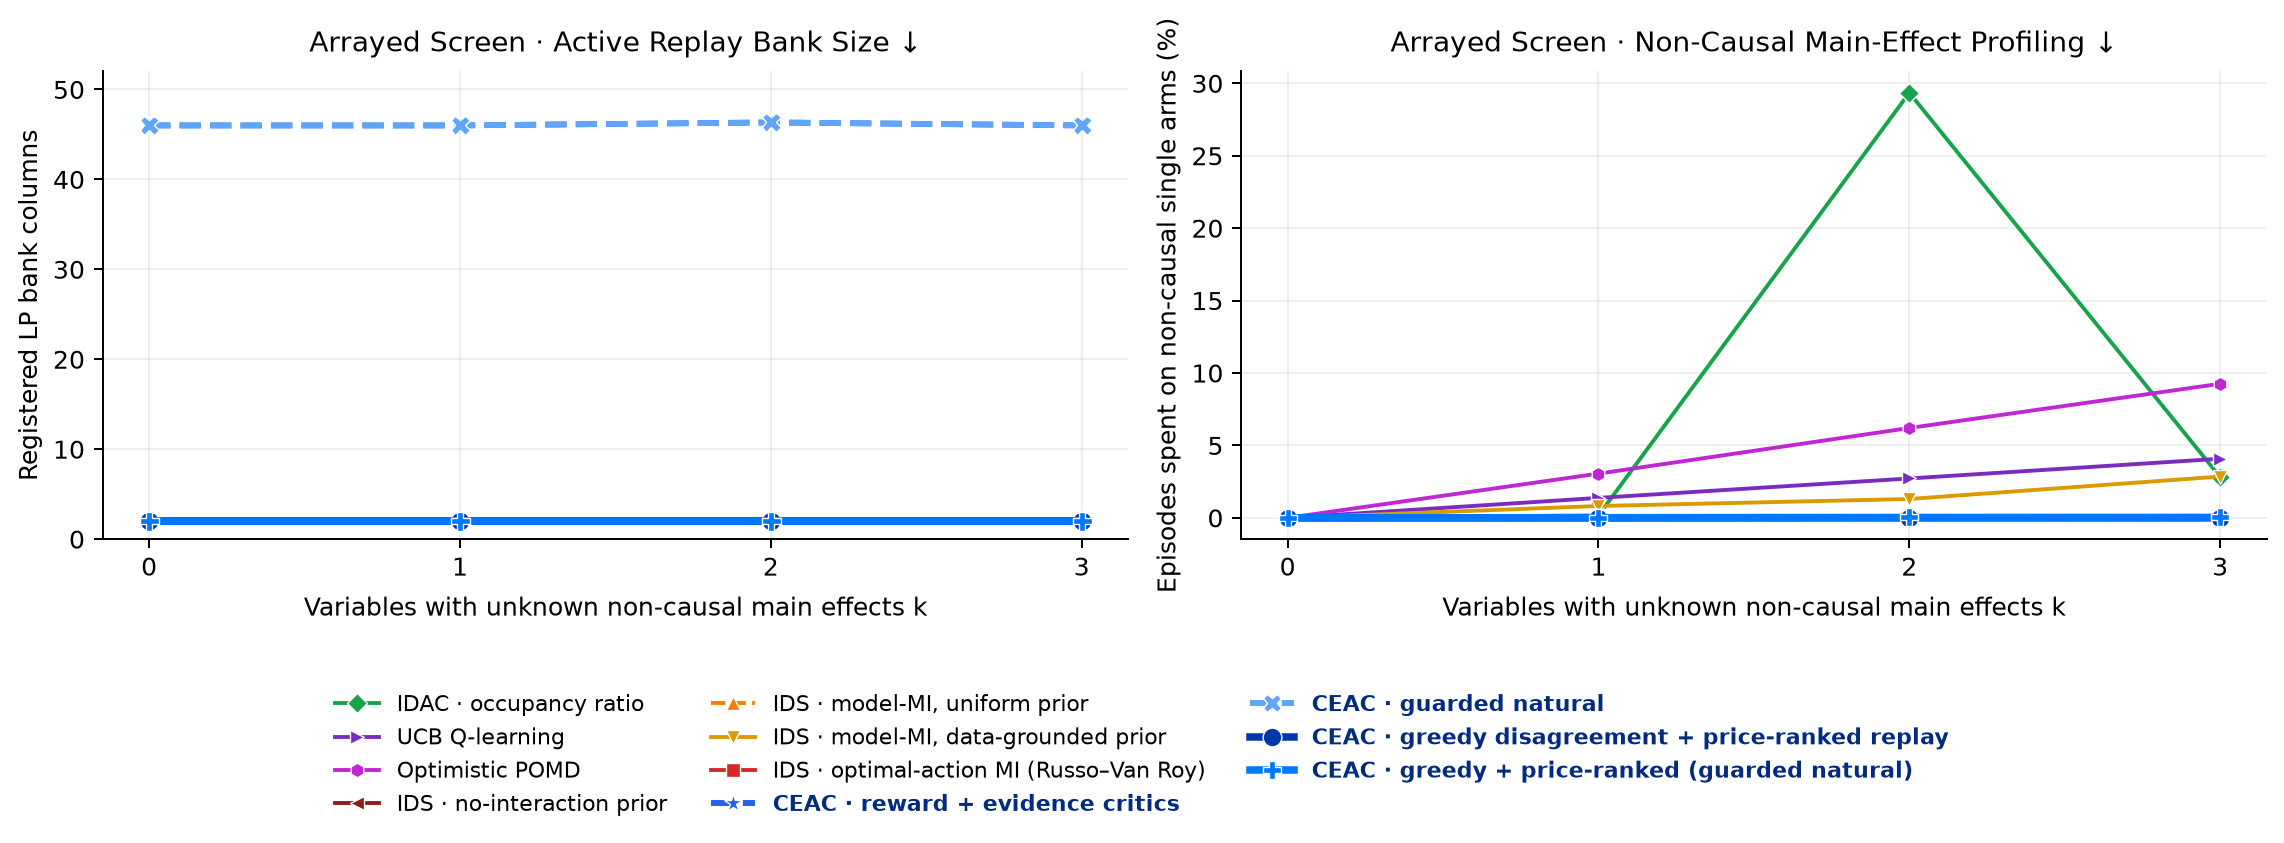 Arrayed Screen · Active Replay Bank Size ↓
Registered LP bank columns
50
40
30
20
10
0
0 1 2 3
Variables with unknown non-causal main effects k
Arrayed Screen · Non-Causal Main-Effect Profiling ↓
Episodes spent on non-causal single arms (%)
30
25
20
15
10
5
0
0 1 2 3
Variables with unknown non-causal main effects k
IDAC · occupancy ratio
UCB Q-learning
Optimistic POMD
IDS · no-interaction prior
IDS · model-MI, uniform prior
IDS · model-MI, data-grounded prior
IDS · optimal-action MI (Russo–Van Roy)
CEAC · reward + evidence critics
CEAC · guarded natural
CEAC · greedy disagreement + price-ranked replay
CEAC · greedy + price-ranked (guarded natural)